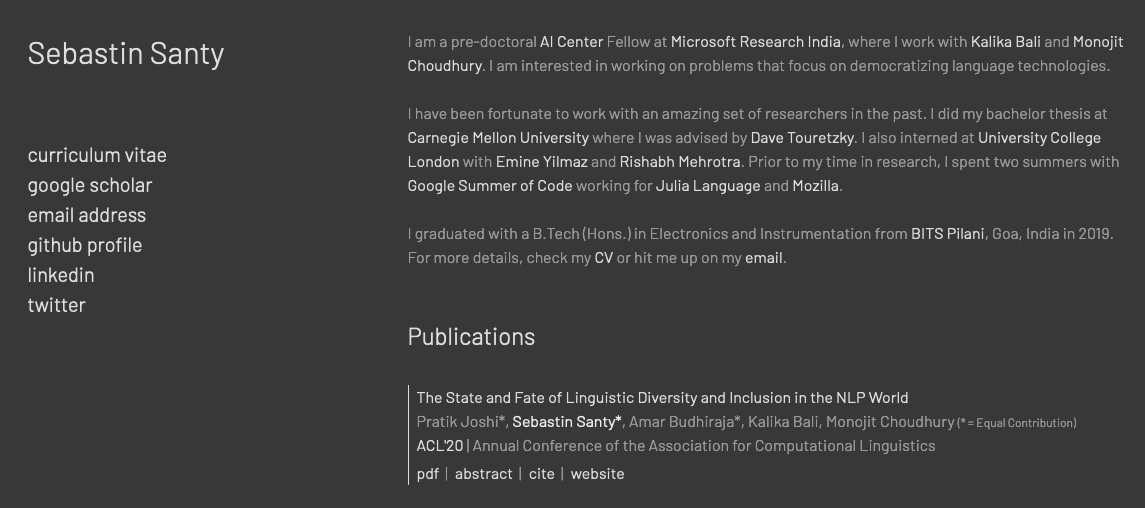 Sebastin Santy
curriculum vitae
google scholar
email address
github profile
linkedin
twitter
I am a pre-doctoral AI Center Fellow at Microsoft Research India, where I work with Kalika Bali and Monojit
Choudhury. I am interested in working on problems that focus on democratizing language technologies.
I have been fortunate to work with an amazing set of researchers in the past. I did my bachelor thesis at
Carnegie Mellon University where I was advised by Dave Touretzky. I also interned at University College
London with Emine Yilmaz and Rishabh Mehrotra. Prior to my time in research, I spent two summers with
Google Summer of Code working for Julia Language and Mozilla.
I graduated with a B.Tech (Hons.) in Electronics and Instrumentation from BITS Pilani, Goa, India in 2019.
For more details, check my CV or hit me up on my email.
Publications
The State and Fate of Linguistic Diversity and Inclusion in the NLP World
Pratik Joshi*, Sebastin Santy*, Amar Budhiraja*, Kalika Bali, Monojit Choudhury (* = Equal Contribution)
ACL'20 | Annual Conference of the Association for Computational Linguistics
pdf | abstract | cite | website